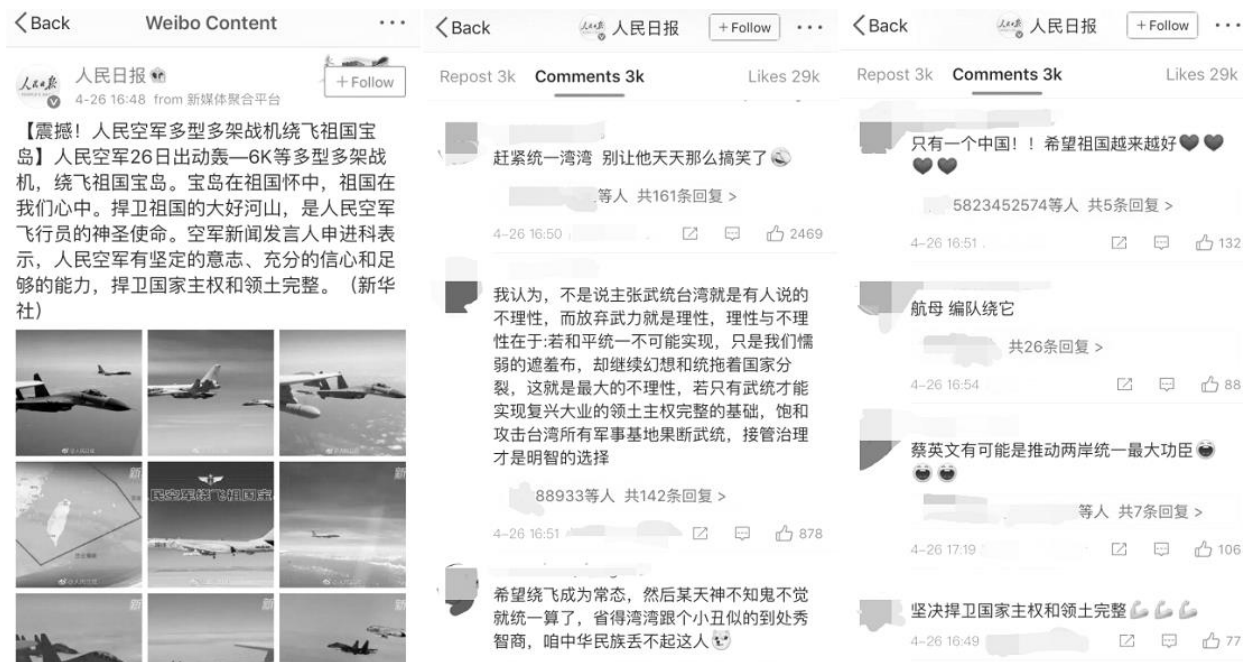 Back
Weibo Content
人民日报
+Follow
4-26 16:48 from 新媒体聚合平台
【震撼！人民空军多型多架战机绕飞祖国宝
岛】人民空军26日出动轰—6K等多型多架战
机，绕飞祖国宝岛。宝岛在祖国怀中，祖国在
我们心中。捍卫祖国的大好河山，是人民空军
飞行员的神圣使命。空军新闻发言人申进科表
示，人民空军有坚定的意志、充分的信心和足
够的能力，捍卫国家主权和领土完整。（新华
社）
新
民空军绕飞祖国宝
新
新
新
Back
人民日报
+Follow
Repost 3k Comments 3k Likes 29k
赶紧统一湾湾 别让他天天那么搞笑了
等人 共161条回复 >
4-26 16:50
2469
我认为，不是说主张武统台湾就是有人说的
不理性，而放弃武力就是理性，理性与不理
性在于:若和平统一不可能实现，只是我们懦
弱的遮羞布，却继续幻想和统拖着国家分
裂，这就是最大的不理性，若只有武统才能
实现复兴大业的领土主权完整的基础，饱和
攻击台湾所有军事基地果断武统，接管治理
才是明智的选择
88933等人 共142条回复 >
4-26 16:51
878
希望绕飞成为常态，然后某天神不知鬼不觉
就统一算了，省得湾湾跟个小丑似的到处秀
智商，咱中华民族丢不起这人
Back
人民日报
+Follow
Repost 3k Comments 3k Likes 29k
只有一个中国！！希望祖国越来越好
5823452574等人 共5条回复 >
4-26 16:51
132
航母 编队绕它
共26条回复 >
4-26 16:54
88
蔡英文有可能是推动两岸统一最大功臣
等人 共7条回复 >
4-26 17:19
106
坚决捍卫国家主权和领土完整
4-26 16:49
77